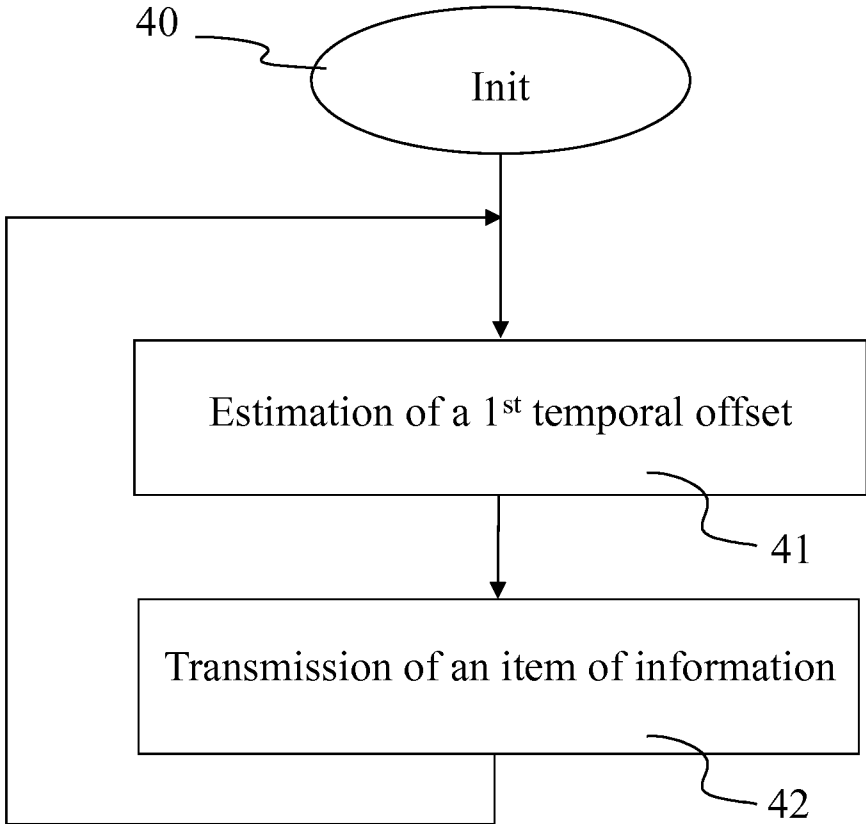 40
Init
Estimation of a 1st temporal offset
41
Transmission of an item of information
42